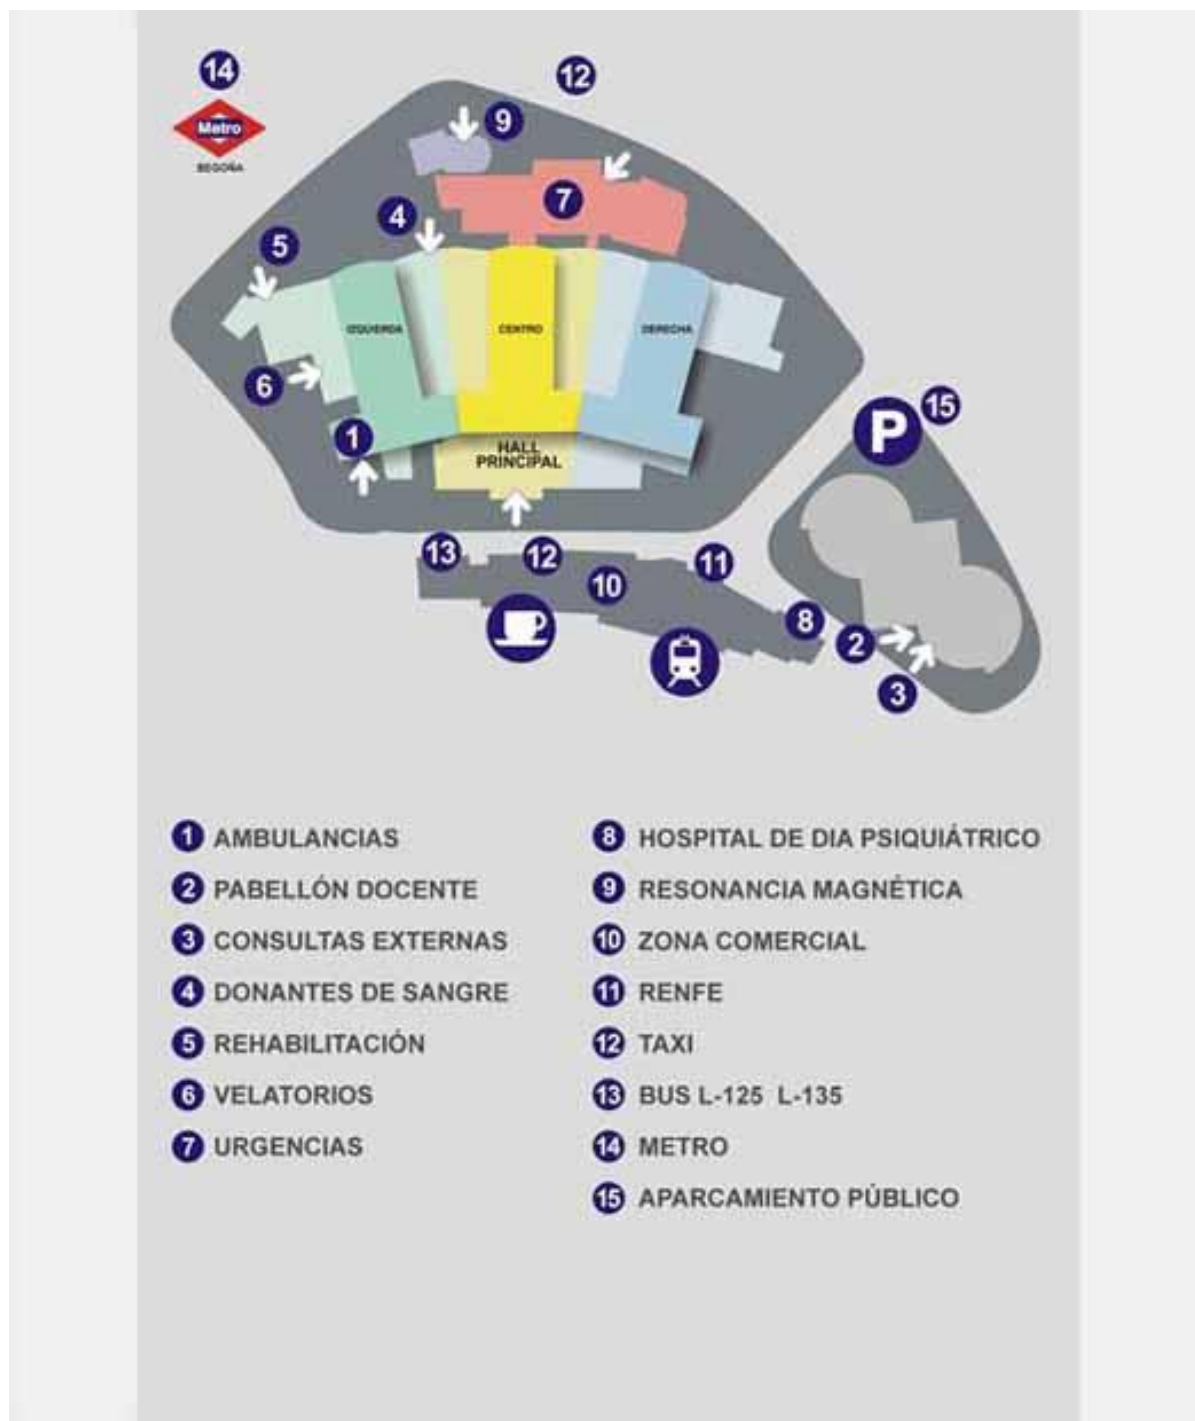 14
12
Metro
BEGOÑA
9
7
4
5
IZQUIERDA
CENTRO
DERECHA
6
15
P
1
HALL
PRINCIPAL
13
12
11
10
8
2
3
1 AMBULANCIAS
2 PABELLÓN DOCENTE
3 CONSULTAS EXTERNAS
4 DONANTES DE SANGRE
5 REHABILITACIÓN
6 VELATORIOS
7 URGENCIAS
8 HOSPITAL DE DIA PSIQUIÁTRICO
9 RESONANCIA MAGNÉTICA
10 ZONA COMERCIAL
11 RENFE
12 TAXI
13 BUS L-125 L-135
14 METRO
15 APARCAMIENTO PÚBLICO